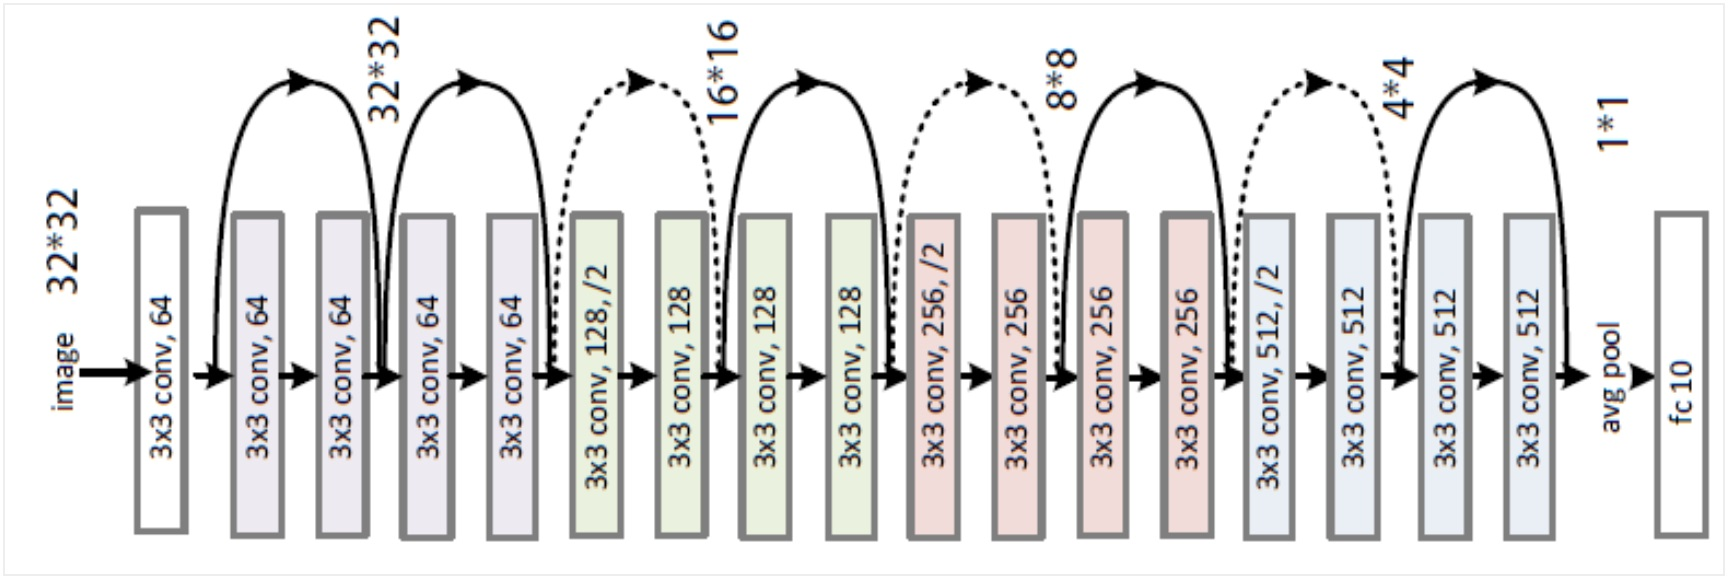 image 32*32
3x3 conv, 64
3x3 conv, 64
3x3 conv, 64
32*32
3x3 conv, 64
3x3 conv, 64
3x3 conv, 128, /2
3x3 conv, 128
16*16
3x3 conv, 128
3x3 conv, 128
3x3 conv, 256, /2
3x3 conv, 256
8*8
3x3 conv, 256
3x3 conv, 256
3x3 conv, 512, /2
3x3 conv, 512
4*4
3x3 conv, 512
3x3 conv, 512
avg pool
1*1
fc 10